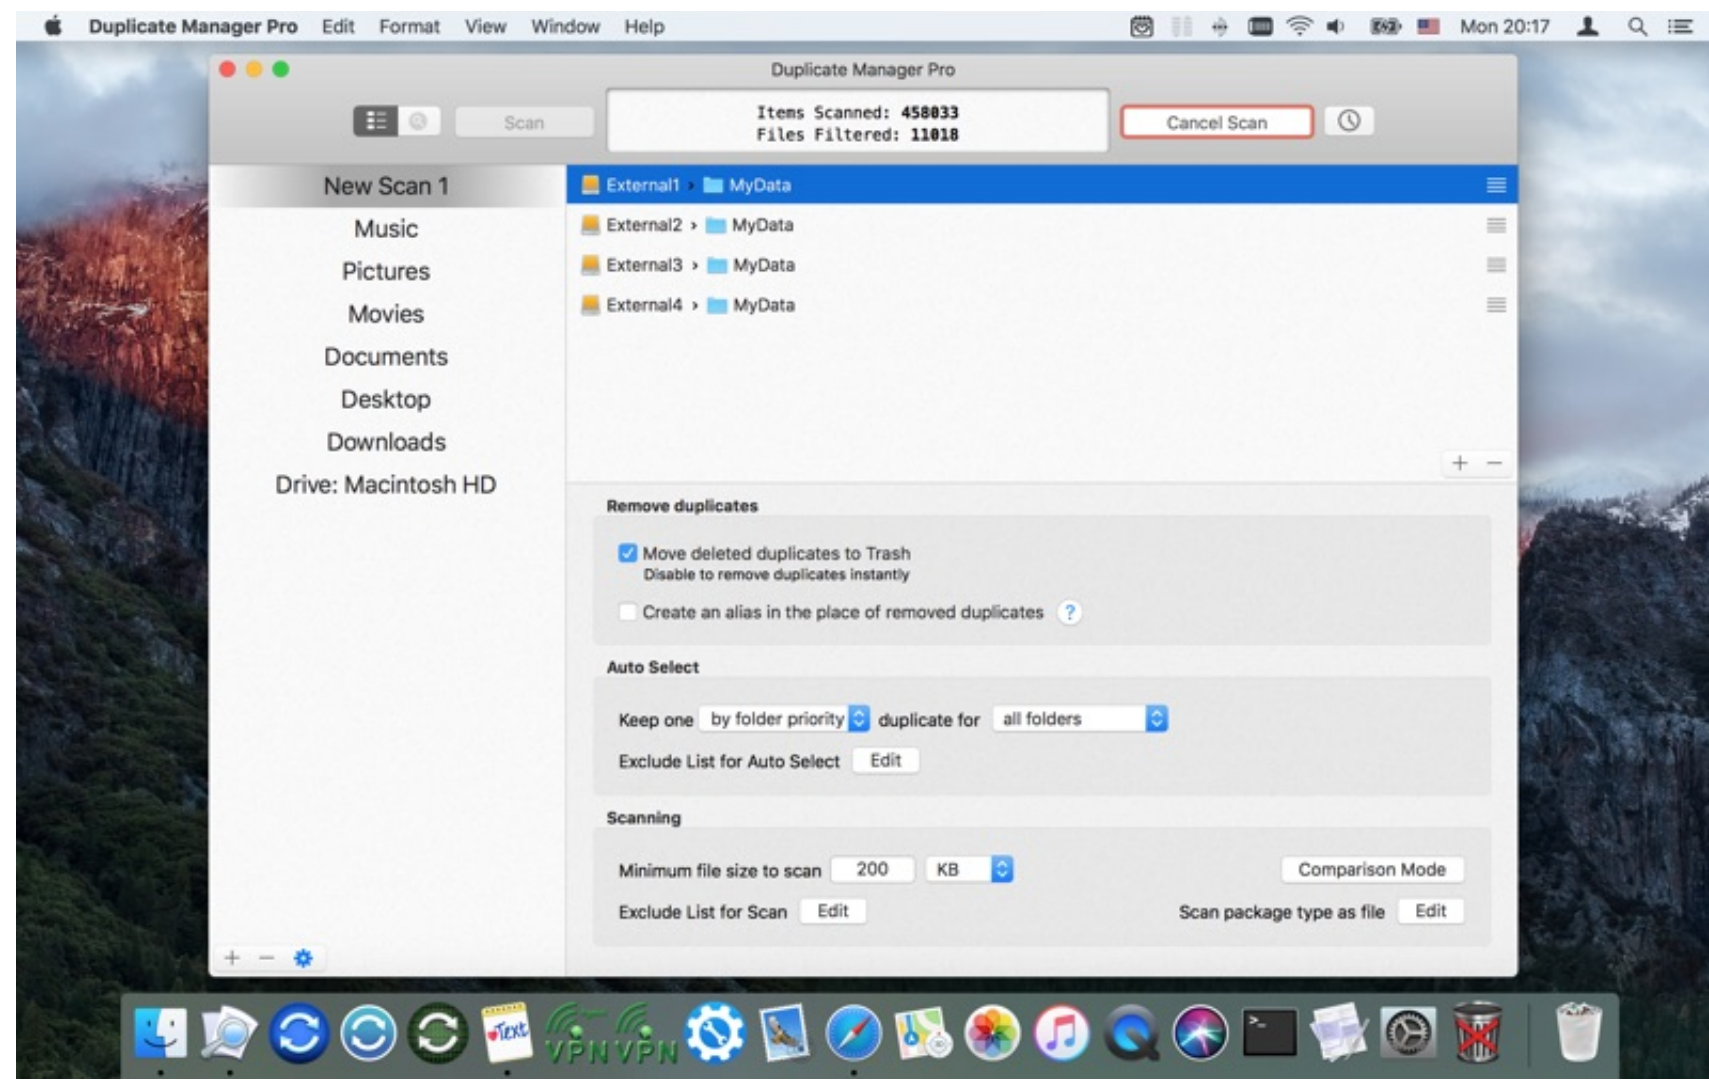 Duplicate Manager Pro Edit Format View Window Help Mon 20:17
Duplicate Manager Pro
Scan
Items Scanned: 458033
Files Filtered: 11018
Cancel Scan
New Scan 1
Music
Pictures
Movies
Documents
Desktop
Downloads
Drive: Macintosh HD
External1 › MyData
External2 › MyData
External3 › MyData
External4 › MyData
+ −
Remove duplicates
Move deleted duplicates to Trash
Disable to remove duplicates instantly
Create an alias in the place of removed duplicates ?
Auto Select
Keep one by folder priority duplicate for all folders
Exclude List for Auto Select Edit
Scanning
Minimum file size to scan 200 KB Comparison Mode
Exclude List for Scan Edit Scan package type as file Edit
+ −
Text VPN VPN